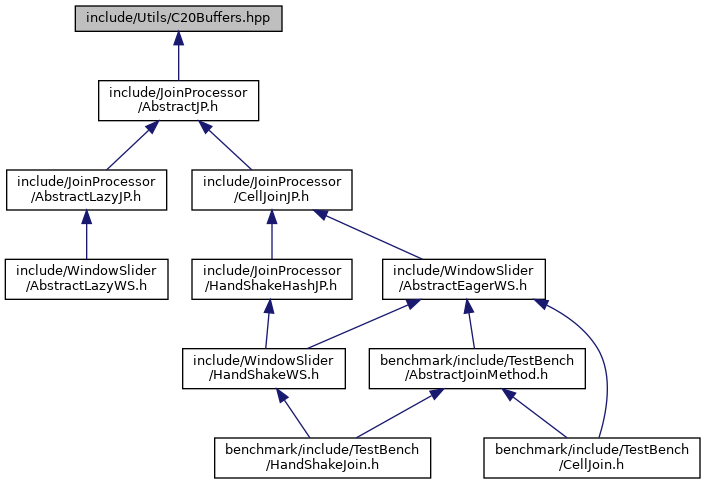 include/Utils/C20Buffers.hpp
include/JoinProcessor
/AbstractJP.h
include/JoinProcessor
/AbstractLazyJP.h
include/JoinProcessor
/CellJoinJP.h
include/WindowSlider
/AbstractLazyWS.h
include/JoinProcessor
/HandShakeHashJP.h
include/WindowSlider
/AbstractEagerWS.h
include/WindowSlider
/HandShakeWS.h
benchmark/include/TestBench
/AbstractJoinMethod.h
benchmark/include/TestBench
/HandShakeJoin.h
benchmark/include/TestBench
/CellJoin.h